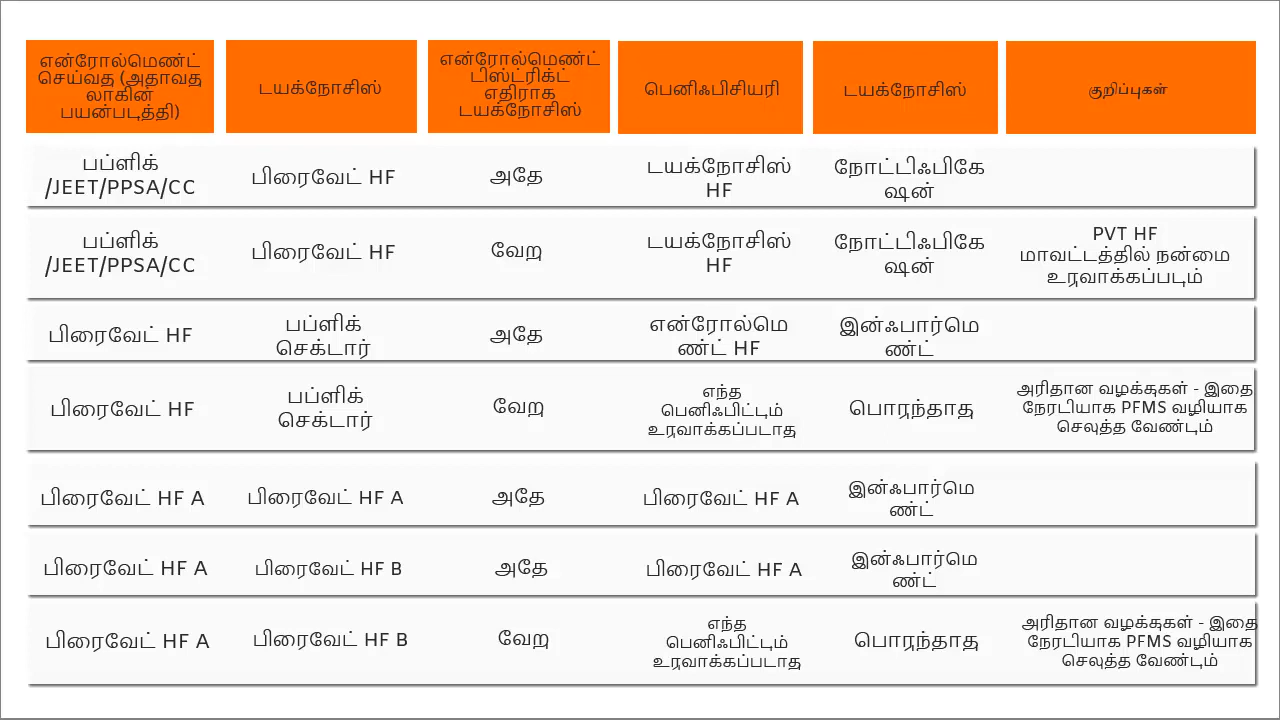 என்ரோல்மெண்ட்
செய்வது (அதாவது
லாகின்
பயன்படுத்தி)
டயக்நோசிஸ்
என்ரோல்மெண்ட்
டிஸ்ட்ரிக்ட்
எதிராக
டயக்நோசிஸ்
பெனிஃபிசியரி
டயக்நோசிஸ்
குறிப்புகள்
பப்ளிக்
/JEET/PPSA/CC
பிரைவேட் HF
அதே
டயக்நோசிஸ்
HF
நோட்டிஃபிகே
ஷன்
பப்ளிக்
/JEET/PPSA/CC
பிரைவேட் HF
வேறு
டயக்நோசிஸ்
HF
நோட்டிஃபிகே
ஷன்
PVT HF
மாவட்டத்தில் நன்மை
உருவாக்கப்படும்
பிரைவேட் HF
பப்ளிக்
செக்டார்
அதே
என்ரோல்மெ
ண்ட் HF
இன்ஃபார்மெ
ண்ட்
பிரைவேட் HF
பப்ளிக்
செக்டார்
வேறு
எந்த
பெனிஃபிட்டும்
உருவாக்கப்படாது
பொருந்தாது
அரிதான வழக்குகள் - இதை
நேரடியாக PFMS வழியாக
செலுத்த வேண்டும்
பிரைவேட் HF A
பிரைவேட் HF A
அதே
பிரைவேட் HF A
இன்ஃபார்மெ
ண்ட்
பிரைவேட் HF A
பிரைவேட் HF B
அதே
பிரைவேட் HF A
இன்ஃபார்மெ
ண்ட்
பிரைவேட் HF A
பிரைவேட் HF B
வேறு
எந்த
பெனிஃபிட்டும்
உருவாக்கப்படாது
பொருந்தாது
அரிதான வழக்குகள் - இதை
நேரடியாக PFMS வழியாக
செலுத்த வேண்டும்